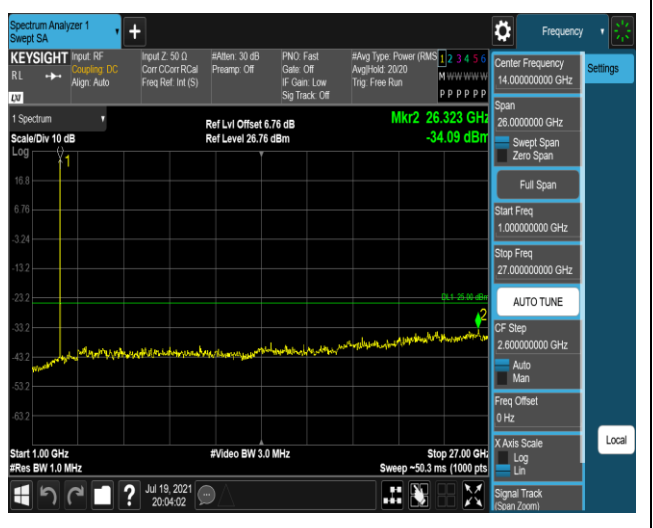 Spectrum Analyzer 1
Swept SA
Frequency
KEYSIGHT
RL
LXI
Input: RF
Coupling: DC
Align: Auto
Input Z: 50 Ω
Corr CCorr RCal
Freq Ref: Int (S)
#Atten: 30 dB
Preamp: Off
PNO: Fast
Gate: Off
IF Gain: Low
Sig Track: Off
#Avg Type: Power (RMS
Avg|Hold: 20/20
Trig: Free Run
1 2 3 4 5 6
M W W W W W
P P P P P P
Center Frequency
14.000000000 GHz
Settings
Span
26.0000000 GHz
Swept Span
Zero Span
Full Span
Start Freq
1.000000000 GHz
Stop Freq
27.000000000 GHz
AUTO TUNE
CF Step
2.600000000 GHz
Auto
Man
Freq Offset
0 Hz
X Axis Scale
Log
Lin
Local
Signal Track
(Span Zoom)
1 Spectrum
Scale/Div 10 dB
Log
Ref Lvl Offset 6.76 dB
Ref Level 26.76 dBm
Mkr2 26.323 GHz
-34.09 dBm
1
16.8
6.76
-3.24
-13.2
-23.2
DL1 -25.00 dBm
2
-33.2
-43.2
-53.2
-63.2
Start 1.00 GHz
#Res BW 1.0 MHz
#Video BW 3.0 MHz
Stop 27.00 GHz
Sweep ~50.3 ms (1000 pts
?
Jul 19, 2021
20:04:02